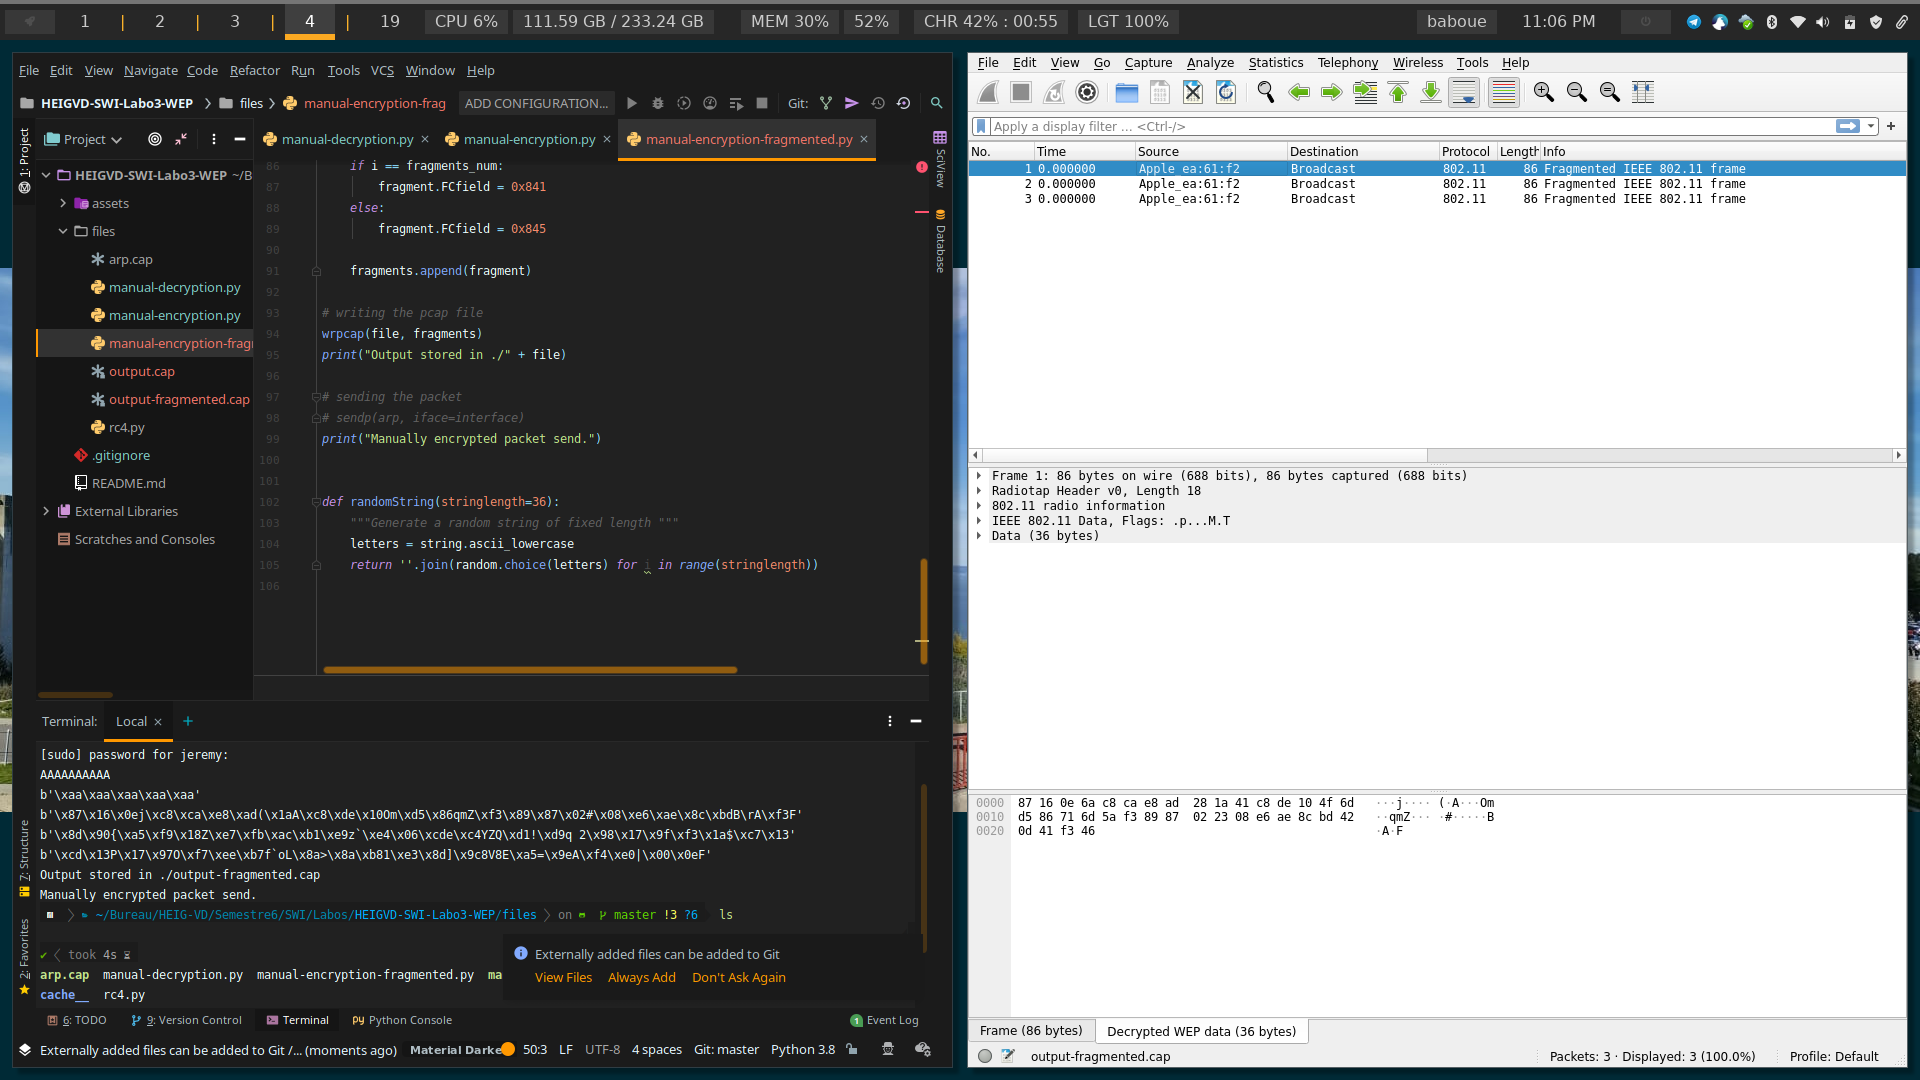 1 | 2 | 3 | 4 | 19 CPU 6% 111.59 GB / 233.24 GB MEM 30% 52% CHR 42% : 00:55 LGT 100% baboue 11:06 PM
File Edit View Navigate Code Refactor Run Tools VCS Window Help
HEIGVD-SWI-Labo3-WEP files manual-encryption-frag ADD CONFIGURATION... Git:
1: Project
Project
manual-decryption.py manual-encryption.py manual-encryption-fragmented.py
HEIGVD-SWI-Labo3-WEP ~/B
assets
files
arp.cap
manual-decryption.py
manual-encryption.py
manual-encryption-fragr
output.cap
output-fragmented.cap
rc4.py
.gitignore
README.md
External Libraries
Scratches and Consoles
86 if i == fragments_num:
87 fragment.FCfield = 0x841
88 else:
89 fragment.FCfield = 0x845
90
91 fragments.append(fragment)
92
93 # writing the pcap file
94 wrpcap(file, fragments)
95 print("Output stored in ./" + file)
96
97 # sending the packet
98 # sendp(arp, iface=interface)
99 print("Manually encrypted packet send.")
100
101
102 def randomString(stringlength=36):
103 """Generate a random string of fixed length """
104 letters = string.ascii_lowercase
105 return ''.join(random.choice(letters) for i in range(stringlength))
106
SciView
Database
Terminal: Local
[sudo] password for jeremy:
AAAAAAAAAA
b'\xaa\xaa\xaa\xaa\xaa'
b'\x87\x16\x0ej\xc8\xca\xe8\xad(\x1aA\xc8\xde\x10Om\xd5\x86qmZ\xf3\x89\x87\x02#\x08\xe6\xae\x8c\xbdB\rA\xf3F'
b'\x8d\x90{\xa5\xf9\x18Z\xe7\xfb\xac\xb1\xe9z`\xe4\x06\xcde\xc4YZQ\xd1!\xd9q 2\x98\x17\x9f\xf3\x1a$\xc7\x13'
b'\xcd\x13P\x17\x97O\xf7\xee\xb7f`oL\x8a>\x8a\xb81\xe3\x8d]\x9c8V8E\xa5=\x9eA\xf4\xe0|\x00\x0eF'
Output stored in ./output-fragmented.cap
Manually encrypted packet send.
~/Bureau/HEIG-VD/Semestre6/SWI/Labos/HEIGVD-SWI-Labo3-WEP/files on master !3 ?6 ls
took 4s
arp.cap manual-decryption.py manual-encryption-fragmented.py ma
cache__ rc4.py
Externally added files can be added to Git
View Files Always Add Don't Ask Again
7: Structure
2: Favorites
6: TODO 9: Version Control Terminal Python Console 1 Event Log
Externally added files can be added to Git /... (moments ago) Material Darke 50:3 LF UTF-8 4 spaces Git: master Python 3.8
File Edit View Go Capture Analyze Statistics Telephony Wireless Tools Help
Apply a display filter ... <Ctrl-/>
No. Time Source Destination Protocol Length Info
1 0.000000 Apple_ea:61:f2 Broadcast 802.11 86 Fragmented IEEE 802.11 frame
2 0.000000 Apple_ea:61:f2 Broadcast 802.11 86 Fragmented IEEE 802.11 frame
3 0.000000 Apple_ea:61:f2 Broadcast 802.11 86 Fragmented IEEE 802.11 frame
Frame 1: 86 bytes on wire (688 bits), 86 bytes captured (688 bits)
Radiotap Header v0, Length 18
802.11 radio information
IEEE 802.11 Data, Flags: .p...M.T
Data (36 bytes)
0000 87 16 0e 6a c8 ca e8 ad 28 1a 41 c8 de 10 4f 6d ···j···· (·A···Om
0010 d5 86 71 6d 5a f3 89 87 02 23 08 e6 ae 8c bd 42 ··qmZ··· ·#·····B
0020 0d 41 f3 46 ·A·F
Frame (86 bytes) Decrypted WEP data (36 bytes)
output-fragmented.cap Packets: 3 · Displayed: 3 (100.0%) Profile: Default